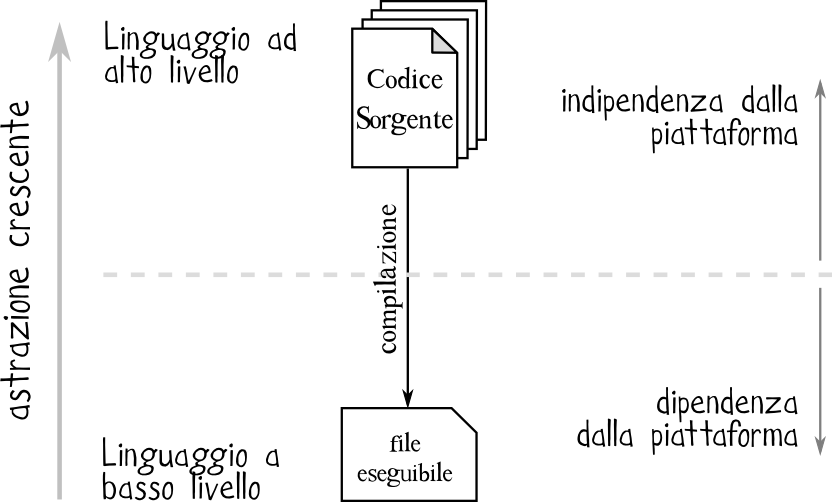 Linguaggio ad
alto livello
Codice
Sorgente
indipendenza dalla
piattaforma
astrazione crescente
compilazione
dipendenza
dalla piattaforma
Linguaggio a
basso livello
file
eseguibile